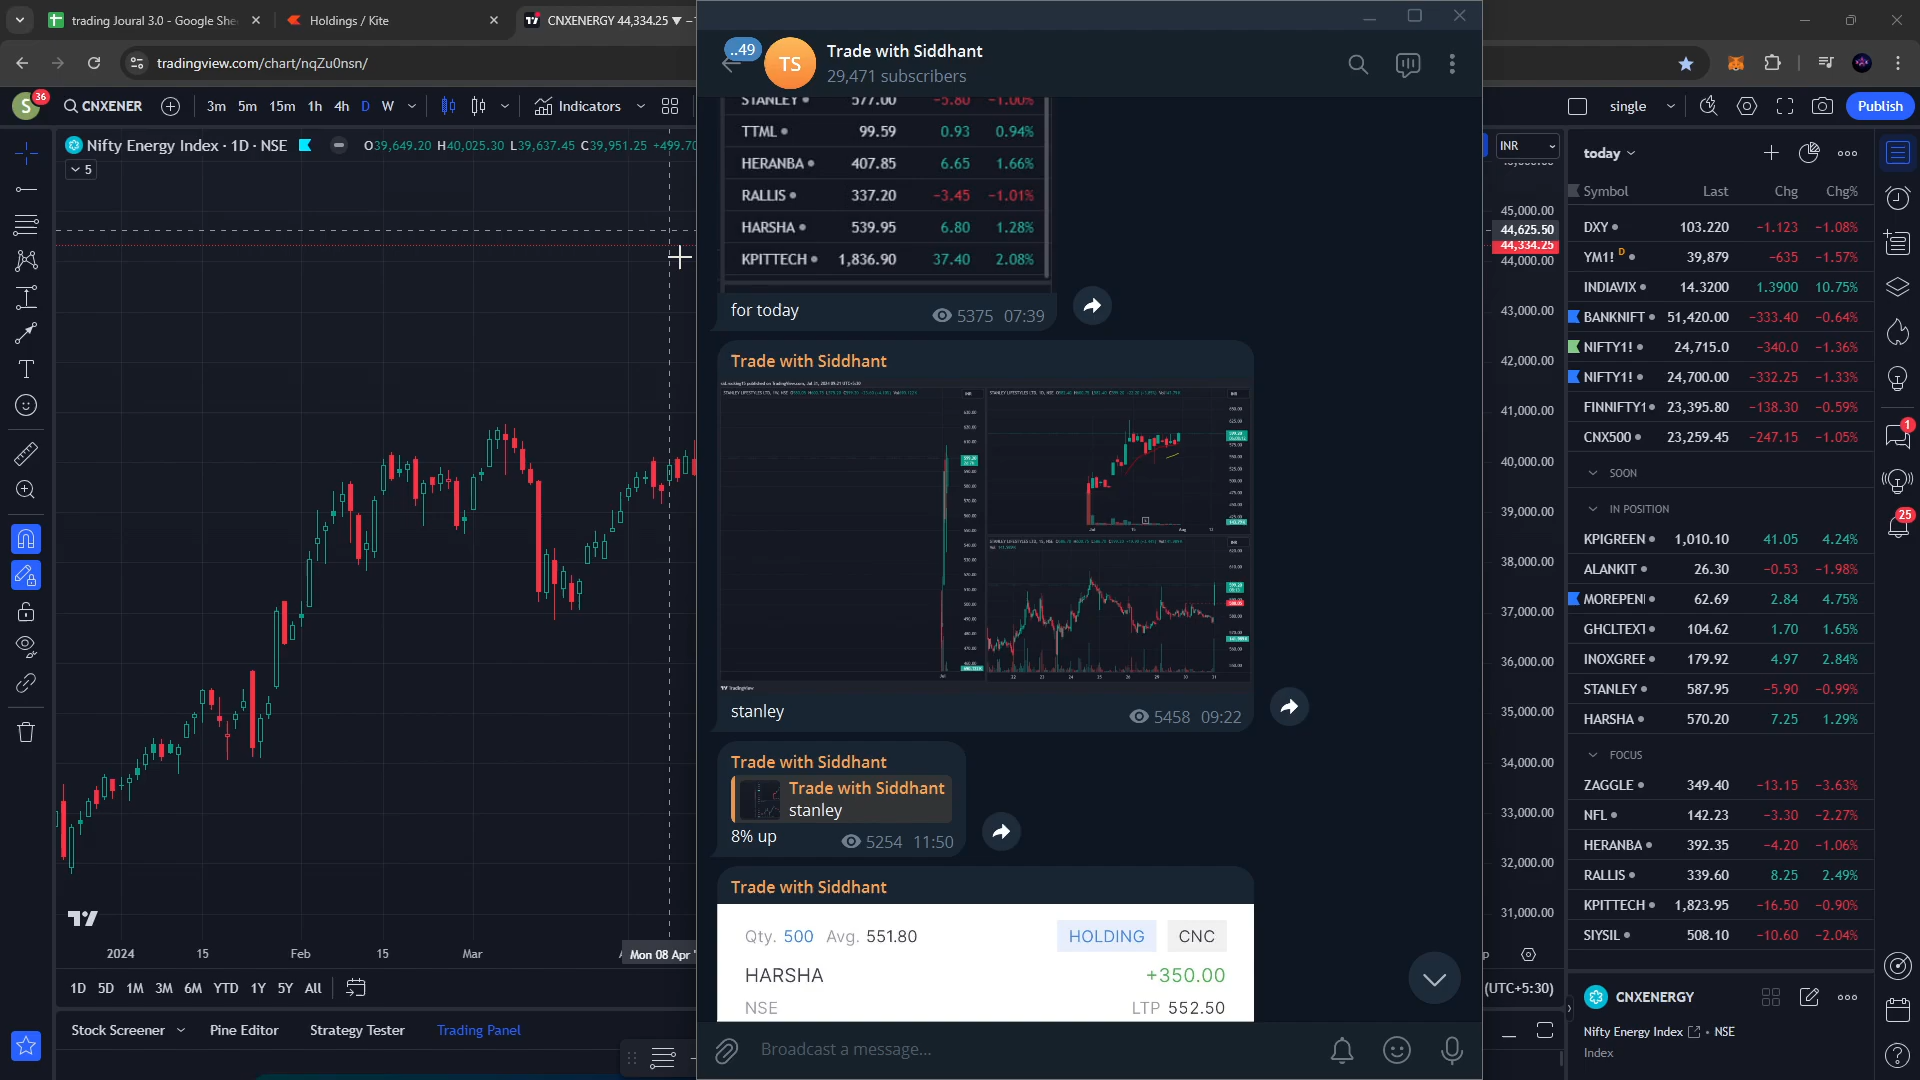 trading Joural 3.0 - Google She
Holdings / Kite
CNXENERGY 44,334.25 ▼ −1
tradingview.com/chart/nqZu0nsn/
..49
TS
Trade with Siddhant
29,471 subscribers
S
36
CNXENER
3m 5m 15m 1h 4h D W
Indicators
single
Publish
Nifty Energy Index · 1D · NSE
O39,649.20 H40,025.30 L39,637.45 C39,951.25 +499.70
5
STANLEY 577.00 −5.80 −1.00%
TTML 99.59 0.93 0.94%
HERANBA 407.85 6.65 1.66%
RALLIS 337.20 −3.45 −1.01%
HARSHA 539.95 6.80 1.28%
KPITTECH 1,836.90 37.40 2.08%
for today
5375 07:39
Trade with Siddhant
TradingView
stanley
5458 09:22
Trade with Siddhant
Trade with Siddhant
stanley
8% up
5254 11:50
Trade with Siddhant
Qty. 500 Avg. 551.80
HOLDING CNC
HARSHA +350.00
NSE LTP 552.50
Broadcast a message...
INR
45,000.00
44,625.50
44,334.25
44,000.00
43,000.00
42,000.00
41,000.00
40,000.00
39,000.00
38,000.00
37,000.00
36,000.00
35,000.00
34,000.00
33,000.00
32,000.00
31,000.00
2024 15 Feb 15 Mar
Mon 08 Apr '
1D 5D 1M 3M 6M YTD 1Y 5Y All
(UTC+5:30)
Stock Screener Pine Editor Strategy Tester Trading Panel
today
Symbol Last Chg Chg%
DXY 103.220 −1.123 −1.08%
YM1! D 39,879 −635 −1.57%
INDIAVIX 14.3200 1.3900 10.75%
BANKNIFT 51,420.00 −333.40 −0.64%
NIFTY1! 24,715.0 −340.0 −1.36%
NIFTY1! 24,700.00 −332.25 −1.33%
FINNIFTY1 23,395.80 −138.30 −0.59%
CNX500 23,259.45 −247.15 −1.05%
SOON
IN POSITION
KPIGREEN 1,010.10 41.05 4.24%
ALANKIT 26.30 −0.53 −1.98%
MOREPENI 62.69 2.84 4.75%
GHCLTEXT 104.62 1.70 1.65%
INOXGREE 179.92 4.97 2.84%
STANLEY 587.95 −5.90 −0.99%
HARSHA 570.20 7.25 1.29%
FOCUS
ZAGGLE 349.40 −13.15 −3.63%
NFL 142.23 −3.30 −2.27%
HERANBA 392.35 −4.20 −1.06%
RALLIS 339.60 8.25 2.49%
KPITTECH 1,823.95 −16.50 −0.90%
SIYSIL 508.10 −10.60 −2.04%
CNXENERGY
Nifty Energy Index • NSE
Index
1
25